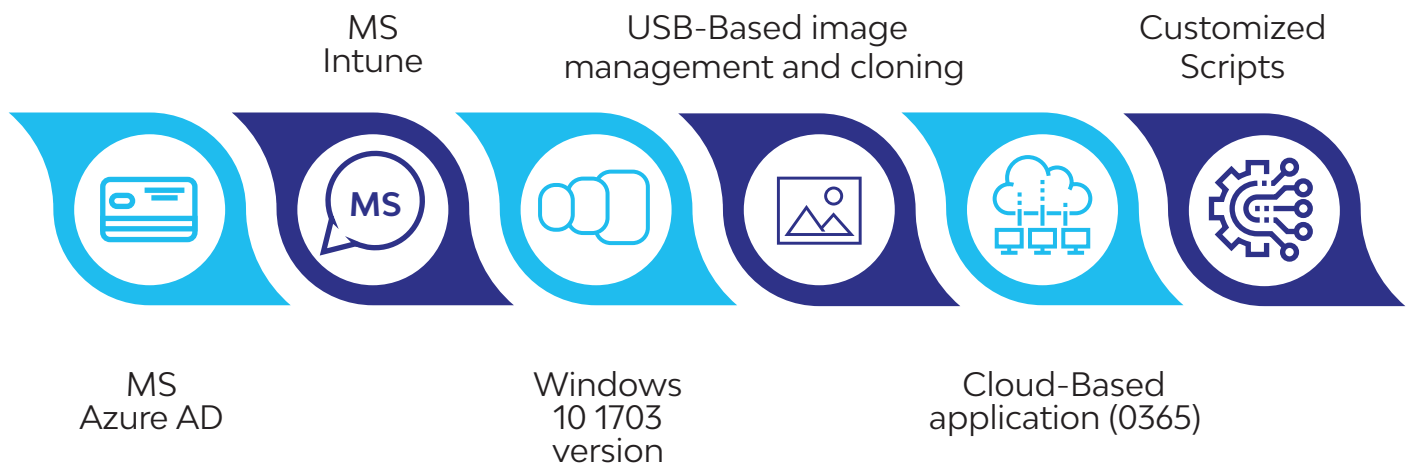 MS
Intune
USB-Based image
management and cloning
Customized
Scripts
MS
MS
Azure AD
Windows
10 1703
version
Cloud-Based
application (0365)